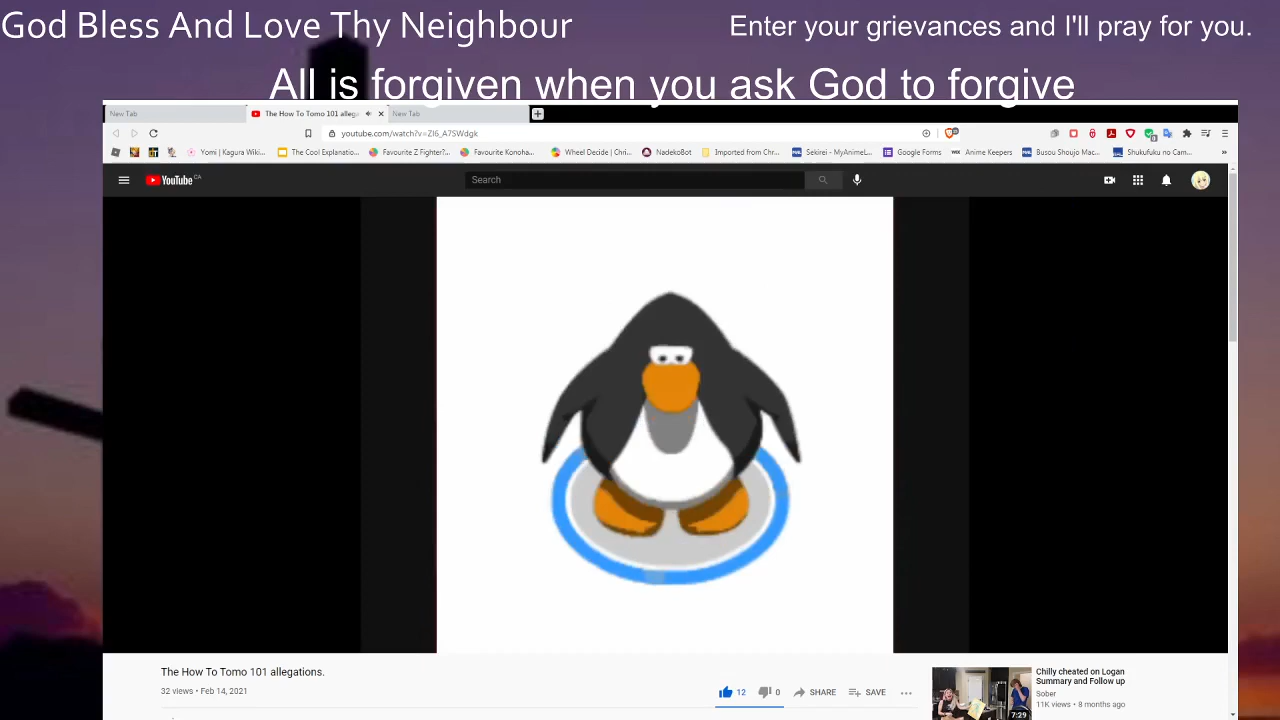 God Bless And Love Thy Neighbour
Enter your grievances and I'll pray for you.
All is forgiven when you ask God to forgive
New Tab
The How To Tomo 101 allega
New Tab
youtube.com/watch?v=ZI6_A7SWdgk
Yomi | Kagura Wiki...
The Cool Explanatio...
Favourite Z Fighter?...
Favourite Konoha...
Wheel Decide | Chri...
NadekoBot
Imported from Chr...
Sekirei - MyAnimeL...
Google Forms
Anime Keepers
Busou Shoujo Mac...
Shukufuku no Cam...
YouTube CA
Search
The How To Tomo 101 allegations.
32 views • Feb 14, 2021
12
0
SHARE
SAVE
Chilly cheated on Logan
Summary and Follow up
Sober
11K views • 8 months ago
7:29